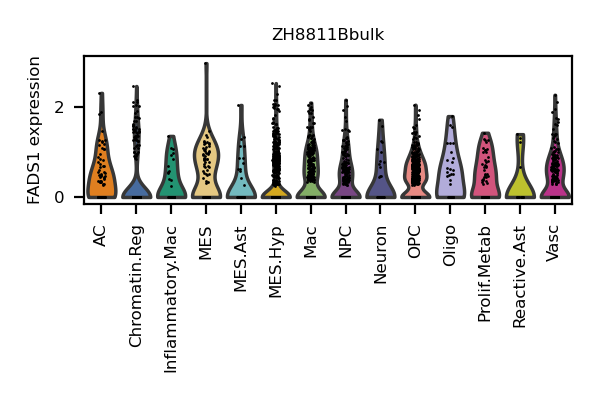 ZH8811Bbulk
FADS1 expression
2
0
AC
Chromatin.Reg
Inflammatory.Mac
MES
MES.Ast
MES.Hyp
Mac
NPC
Neuron
OPC
Oligo
Prolif.Metab
Reactive.Ast
Vasc